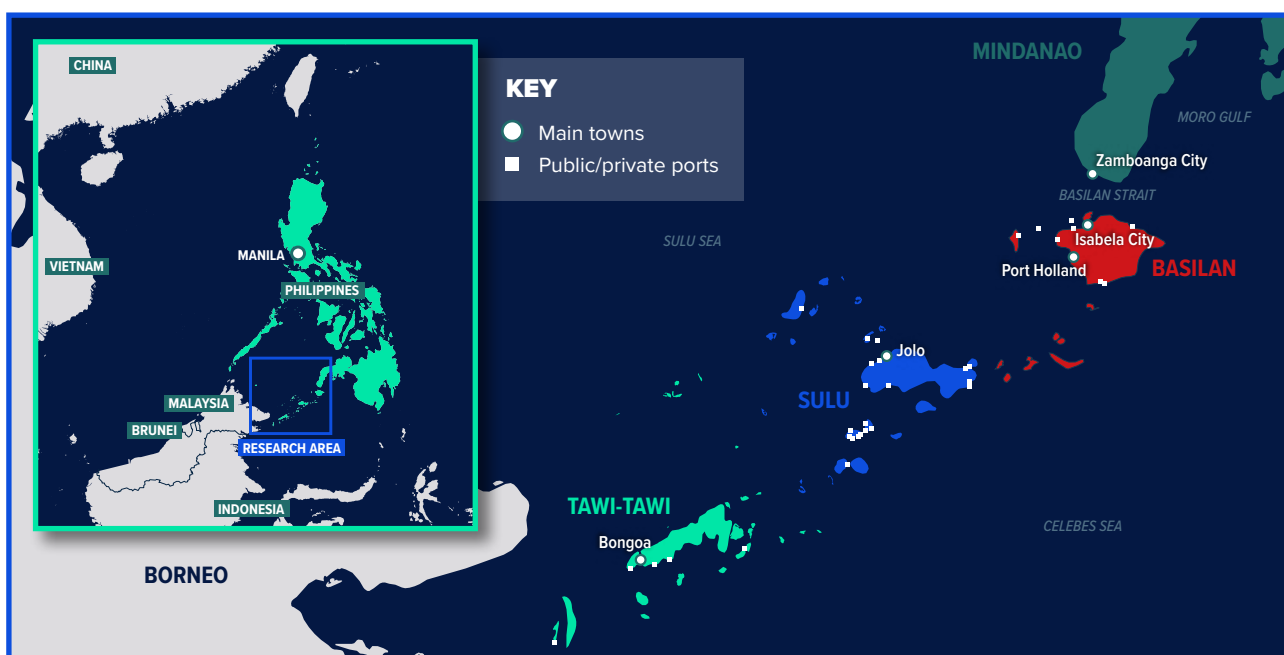 CHINA
VIETNAM
MANILA
PHILIPPINES
MALAYSIA
BRUNEI
RESEARCH AREA
INDONESIA
KEY
Main towns
Public/private ports
MINDANAO
MORO GULF
Zamboanga City
BASILAN STRAIT
SULU SEA
Isabela City
Port Holland
BASILAN
Jolo
SULU
TAWI-TAWI
Bongoa
CELEBES SEA
BORNEO